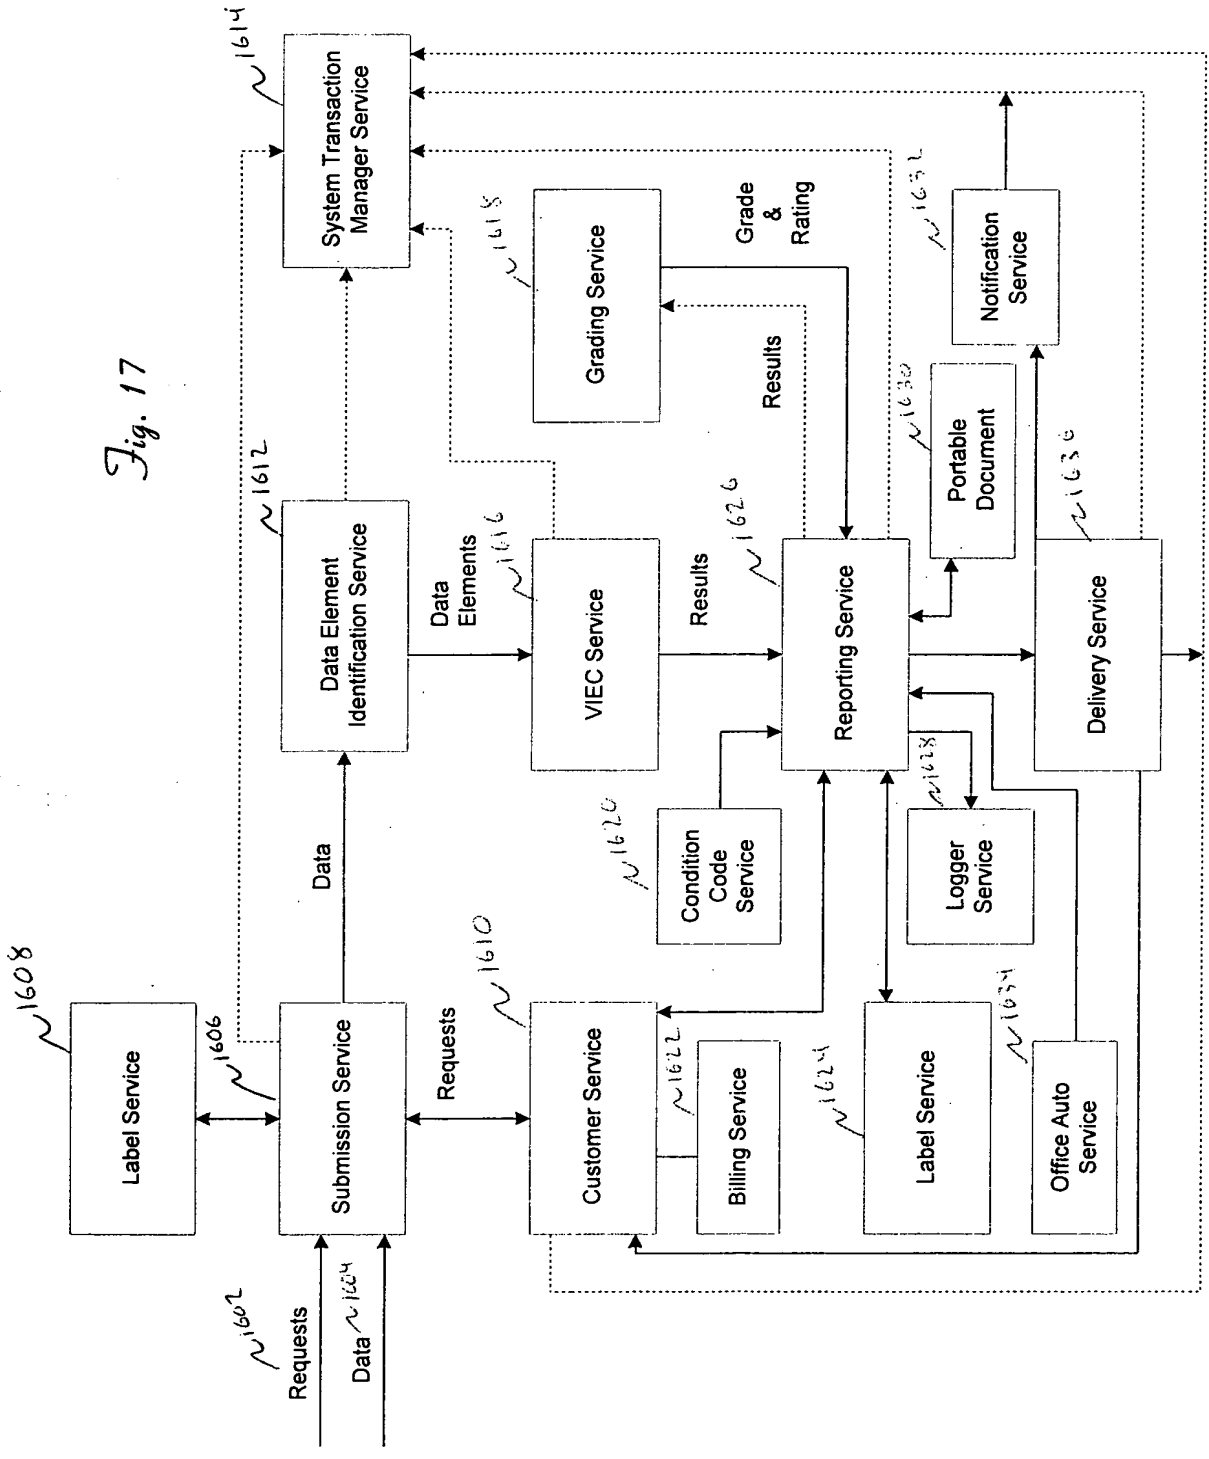 Fig. 17
1608
Label Service
1602
Requests
Data 1604
1606
Submission Service
Data
1612
Data Element
Identification Service
1614
System Transaction
Manager Service
Requests
1610
Customer Service
Data
Elements
1616
VIEC Service
1618
Grading Service
1622
Billing Service
1620
Condition
Code
Service
Results
Results
Grade
&
Rating
1624
Label Service
1626
Reporting Service
1628
Logger
Service
1630
Portable
Document
1632
Notification
Service
1634
Office Auto
Service
1636
Delivery Service